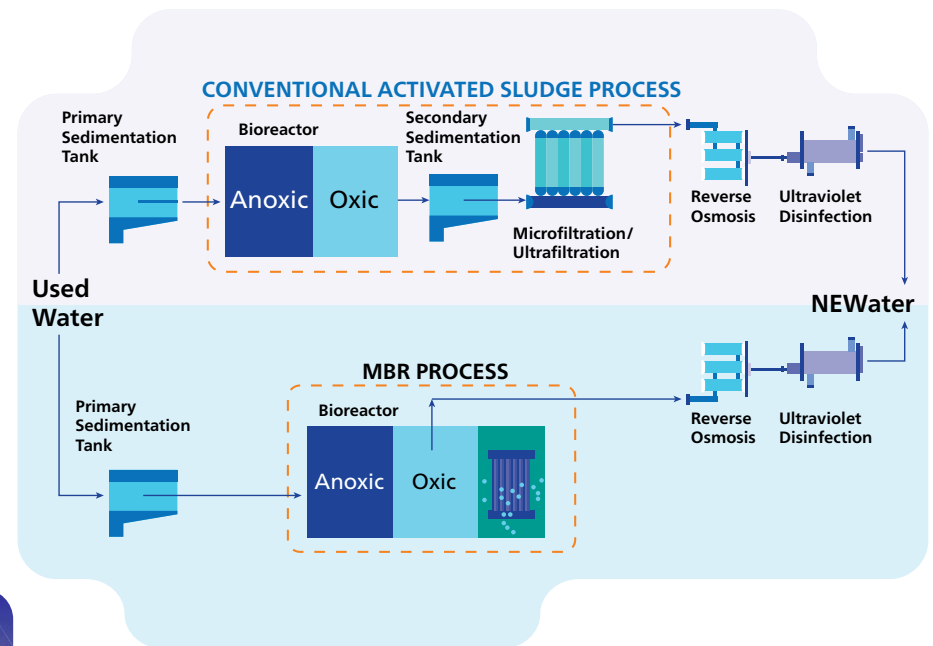 CONVENTIONAL ACTIVATED SLUDGE PROCESS
Primary
Sedimentation
Tank
Bioreactor
Secondary
Sedimentation
Tank
Anoxic
Oxic
Microfiltration/
Ultrafiltration
Reverse
Osmosis
Ultraviolet
Disinfection
Used
Water
NEWater
MBR PROCESS
Primary
Sedimentation
Tank
Bioreactor
Anoxic
Oxic
Reverse
Osmosis
Ultraviolet
Disinfection